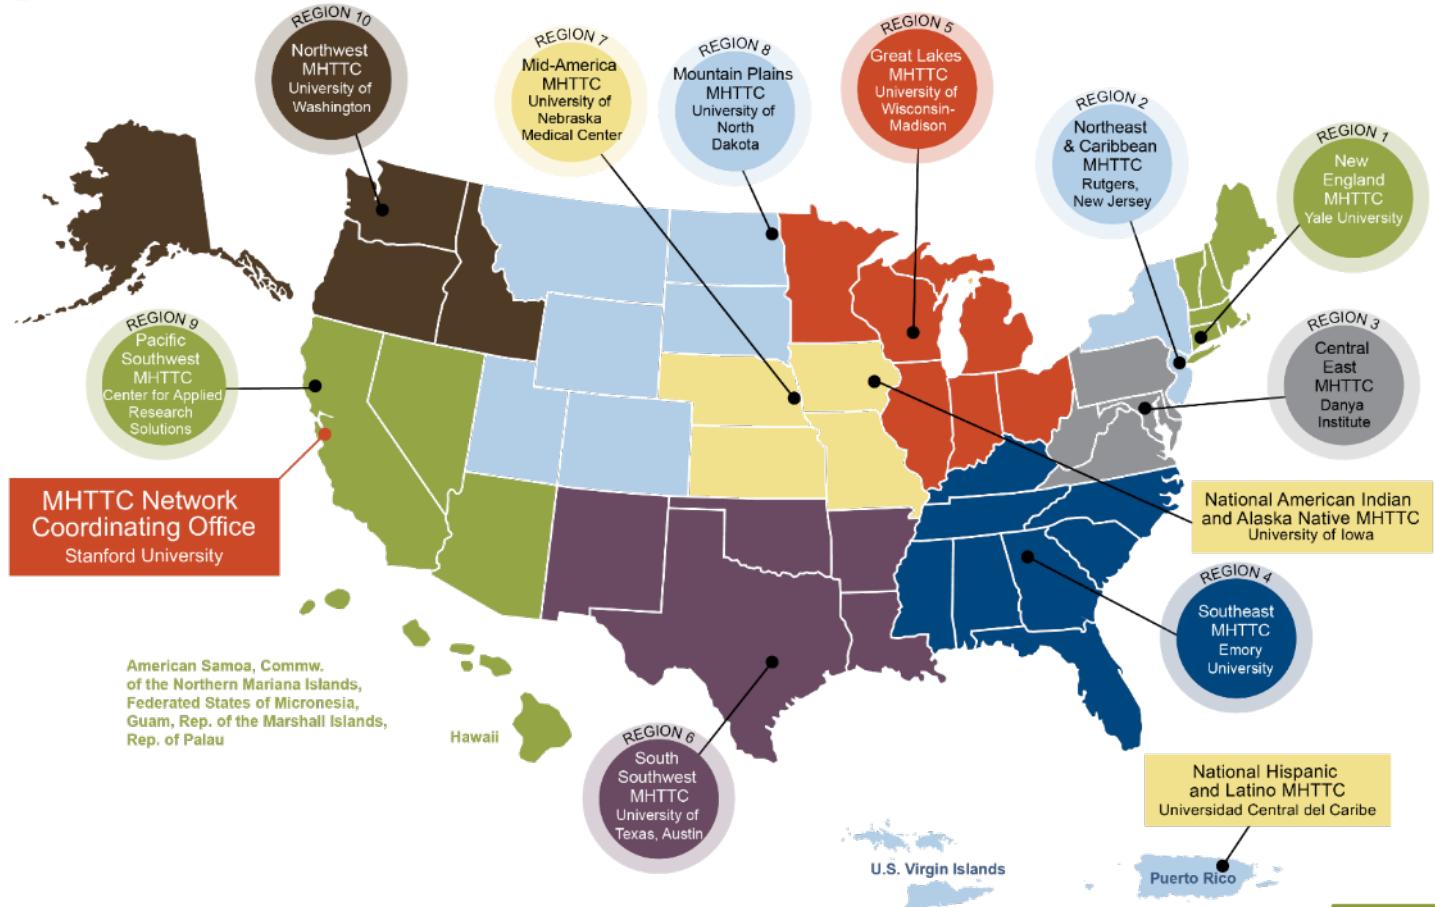 REGION 10
Northwest
MHTTC
University of
Washington
REGION 7
Mid-America
MHTTC
University of
Nebraska
Medical Center
REGION 8
Mountain Plains
MHTTC
University of
North
Dakota
REGION 5
Great Lakes
MHTTC
University of
Wisconsin-
Madison
REGION 2
Northeast
& Caribbean
MHTTC
Rutgers,
New Jersey
REGION 1
New
England
MHTTC
Yale University
REGION 9
Pacific
Southwest
MHTTC
Center for Applied
Research
Solutions
REGION 3
Central
East
MHTTC
Danya
Institute
MHTTC Network
Coordinating Office
Stanford University
National American Indian
and Alaska Native MHTTC
University of Iowa
REGION 4
Southeast
MHTTC
Emory
University
American Samoa, Commw.
of the Northern Mariana Islands,
Federated States of Micronesia,
Guam, Rep. of the Marshall Islands,
Rep. of Palau
Hawaii
REGION 6
South
Southwest
MHTTC
University of
Texas, Austin
National Hispanic
and Latino MHTTC
Universidad Central del Caribe
U.S. Virgin Islands
Puerto Rico